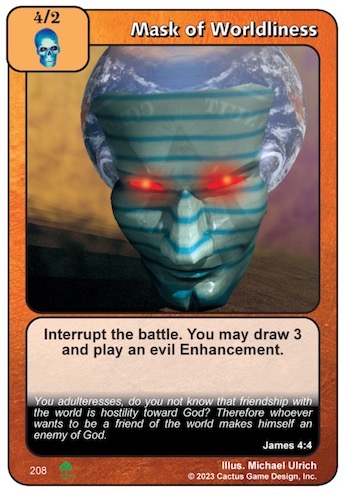 4/2
Mask of Worldliness
Interrupt the battle. You may draw 3
and play an evil Enhancement.
You adulteresses, do you not know that friendship with
the world is hostility toward God? Therefore whoever
wants to be a friend of the world makes himself an
enemy of God.
James 4:4
Illus. Michael Ulrich
208
© 2023 Cactus Game Design, Inc.